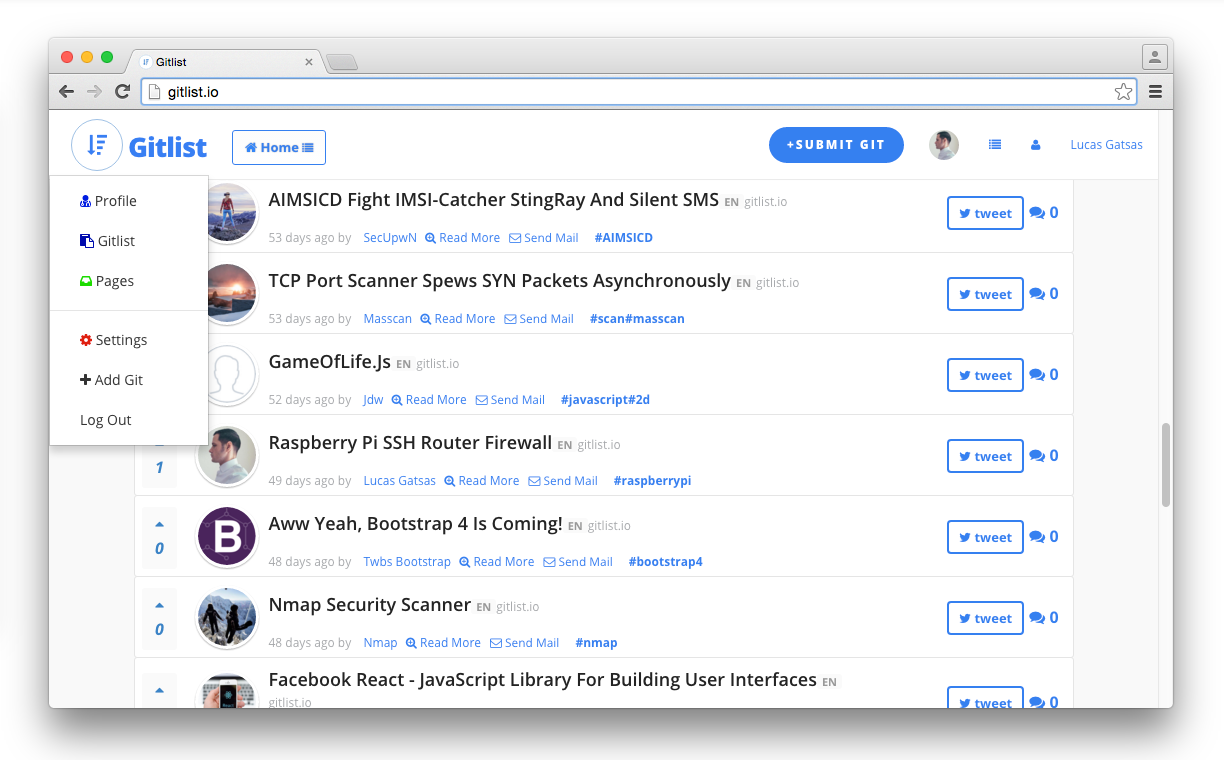 Gitlist
gitlist.io
Gitlist
Home
+SUBMIT GIT
Lucas Gatsas
Profile
Gitlist
Pages
Settings
Add Git
Log Out
AIMSICD Fight IMSI-Catcher StingRay And Silent SMS EN gitlist.io
tweet 0
53 days ago by SecUpwN Read More Send Mail #AIMSICD
TCP Port Scanner Spews SYN Packets Asynchronously EN gitlist.io
tweet 0
53 days ago by Masscan Read More Send Mail #scan#masscan
GameOfLife.Js EN gitlist.io
tweet 0
52 days ago by Jdw Read More Send Mail #javascript#2d
Raspberry Pi SSH Router Firewall EN gitlist.io
tweet 0
1
49 days ago by Lucas Gatsas Read More Send Mail #raspberrypi
Aww Yeah, Bootstrap 4 Is Coming! EN gitlist.io
B
tweet 0
0
48 days ago by Twbs Bootstrap Read More Send Mail #bootstrap4
Nmap Security Scanner EN gitlist.io
tweet 0
0
48 days ago by Nmap Read More Send Mail #nmap
Facebook React - JavaScript Library For Building User Interfaces EN
gitlist.io
tweet 0